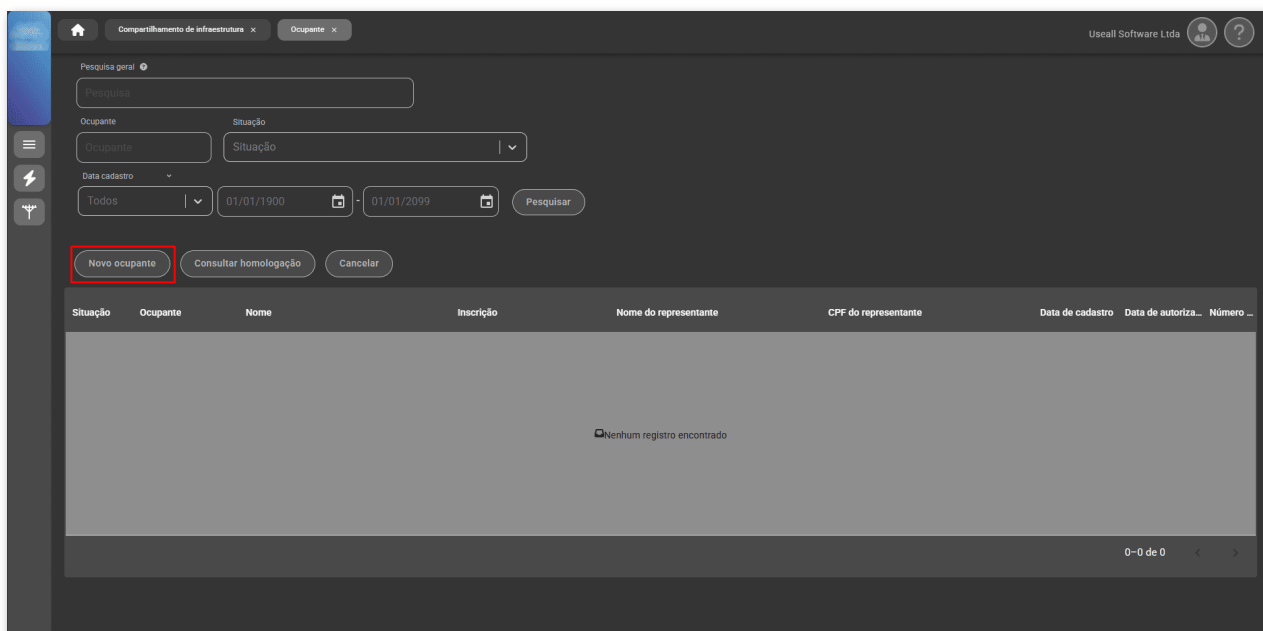 Compartilhamento de infraestrutura ×
Ocupante ×
Useall Software Ltda
?
Pesquisa geral ?
Pesquisa
Ocupante
Situação
Ocupante
Situação
Data cadastro
Todos
01/01/1900
-
01/01/2099
Pesquisar
Novo ocupante
Consultar homologação
Cancelar
Situação Ocupante Nome Inscrição Nome do representante CPF do representante Data de cadastro Data de autoriza... Número ...
Nenhum registro encontrado
0–0 de 0 < >